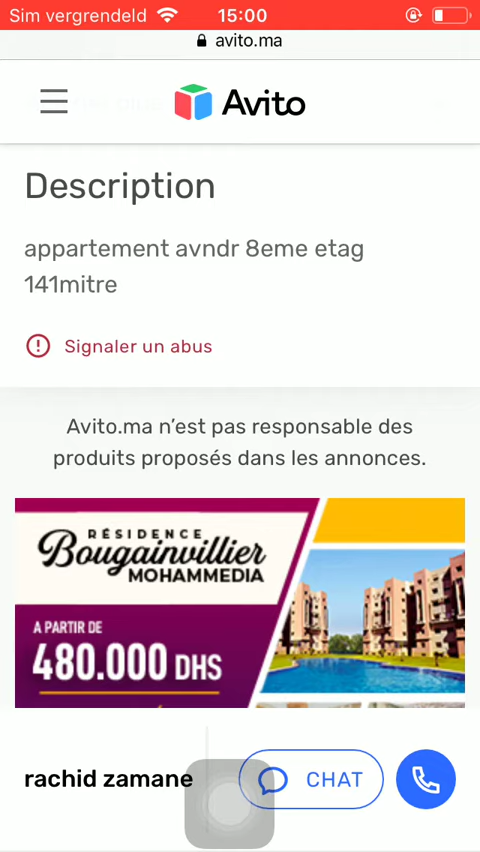 Sim vergrendeld 15:00
avito.ma
Avito
Description
appartement avndr 8eme etag
141mitre
Signaler un abus
Avito.ma n’est pas responsable des
produits proposés dans les annonces.
RÉSIDENCE
Bougainvillier
MOHAMMEDIA
A PARTIR DE
480.000 DHS
rachid zamane
CHAT